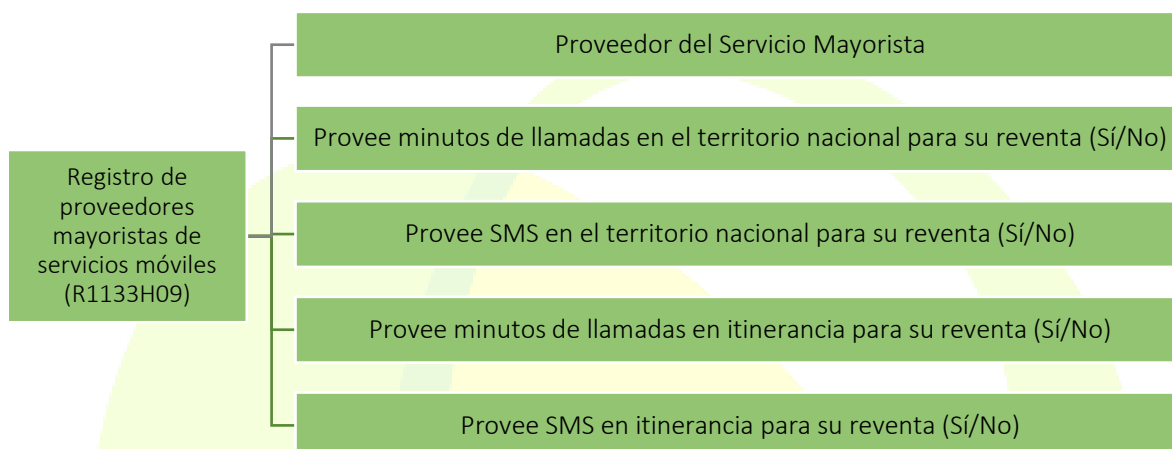 Proveedor del Servicio Mayorista
Provee minutos de llamadas en el territorio nacional para su reventa (Sí/No)
Registro de
proveedores
mayoristas de
servicios móviles
(R1133H09)
Provee SMS en el territorio nacional para su reventa (Sí/No)
Provee minutos de llamadas en itinerancia para su reventa (Sí/No)
Provee SMS en itinerancia para su reventa (Sí/No)